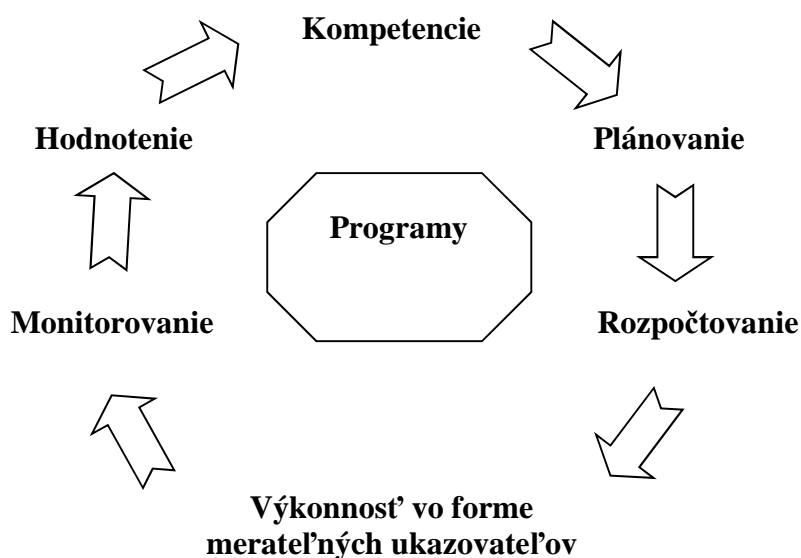 Kompetencie
Hodnotenie
Plánovanie
Programy
Monitorovanie
Rozpočtovanie
Výkonnosť vo forme
merateľných ukazovateľov